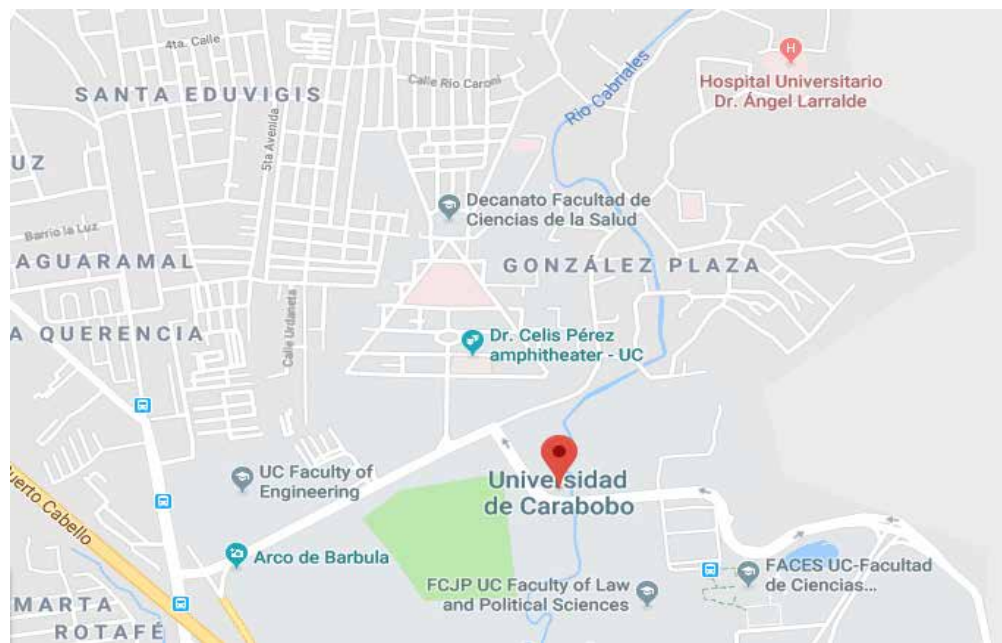 4ta. Calle
Calle Río Caroní
Río Cabriales
H
Hospital Universitario
Dr. Ángel Larralde
SANTA EDUVIGIS
5ta Avenida
UZ
Decanato Facultad de
Ciencias de la Salud
Barrio la Luz
AGUARAMAL
GONZÁLEZ PLAZA
A QUERENCIA
Calle Urdaneta
Dr. Celis Pérez
amphitheater - UC
UC Faculty of
Engineering
Universidad
de Carabobo
uerto Cabello
Arco de Barbula
FCJP UC Faculty of Law
and Political Sciences
FACES UC-Facultad
de Ciencias...
MARTA
ROTAFÉ